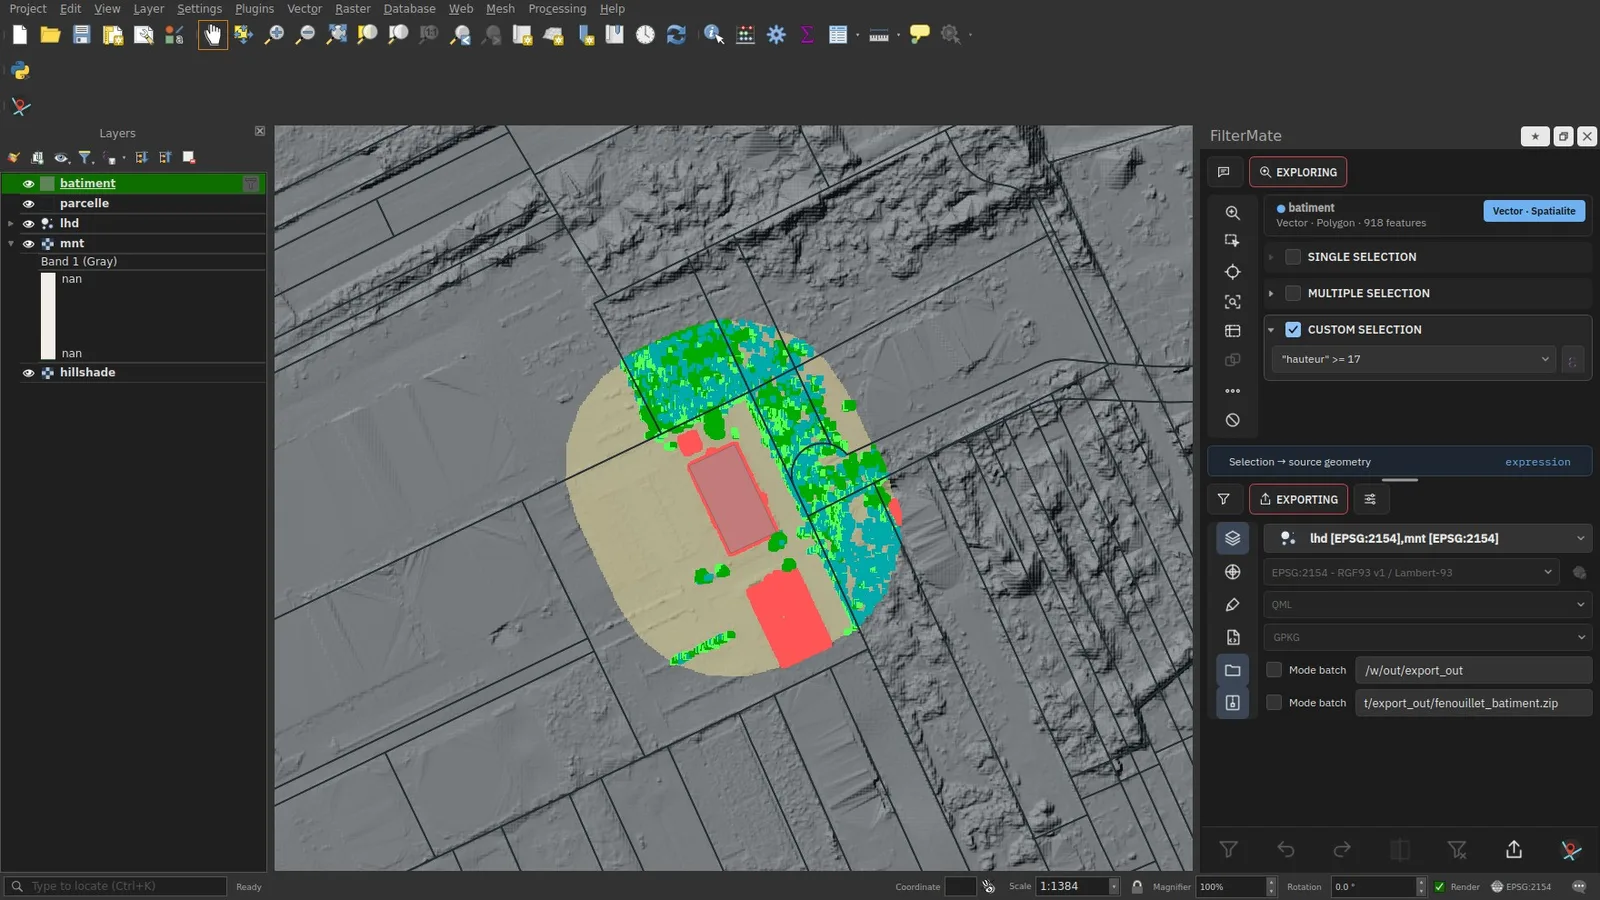 Project Edit View Layer Settings Plugins Vector Raster Database Web Mesh Processing Help
Layers
batiment
parcelle
lhd
mnt
Band 1 (Gray)
nan
nan
hillshade
FilterMate
EXPLORING
batiment
Vector · Polygon · 918 features
Vector · Spatialite
SINGLE SELECTION
MULTIPLE SELECTION
CUSTOM SELECTION
"hauteur" >= 17
Selection → source geometry expression
EXPORTING
lhd [EPSG:2154],mnt [EPSG:2154]
EPSG:2154 - RGF93 v1 / Lambert-93
QML
GPKG
Mode batch /w/out/export_out
Mode batch t/export_out/fenouillet_batiment.zip
Type to locate (Ctrl+K) Ready Coordinate Scale 1:1384 Magnifier 100% Rotation 0.0 ° Render EPSG:2154